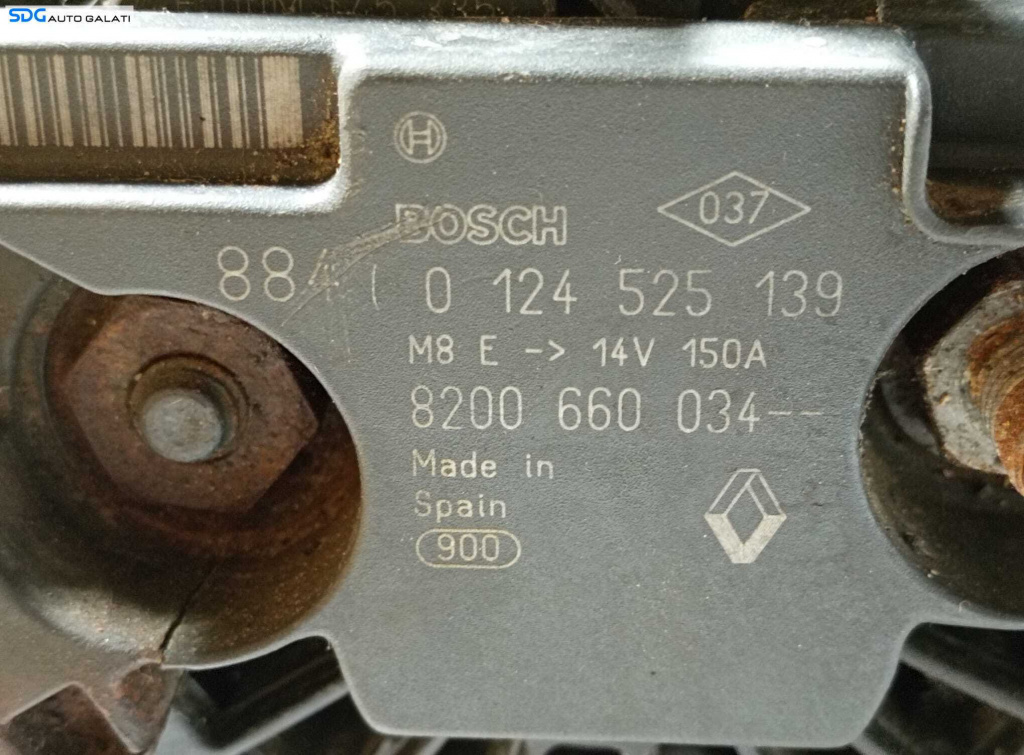 SDG AUTO GALATI
BOSCH
037
0 124 525 139
M8 E -> 14V 150A
8200 660 034--
Made in
Spain
900